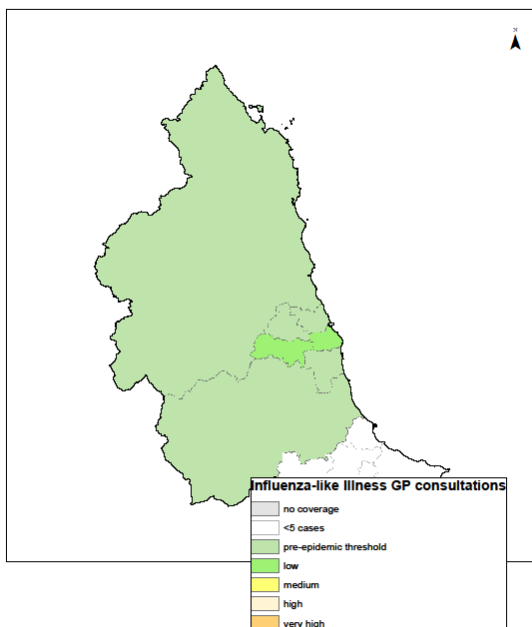 N
Influenza-like Illness GP consultations
no coverage
<5 cases
pre-epidemic threshold
low
medium
high
very high